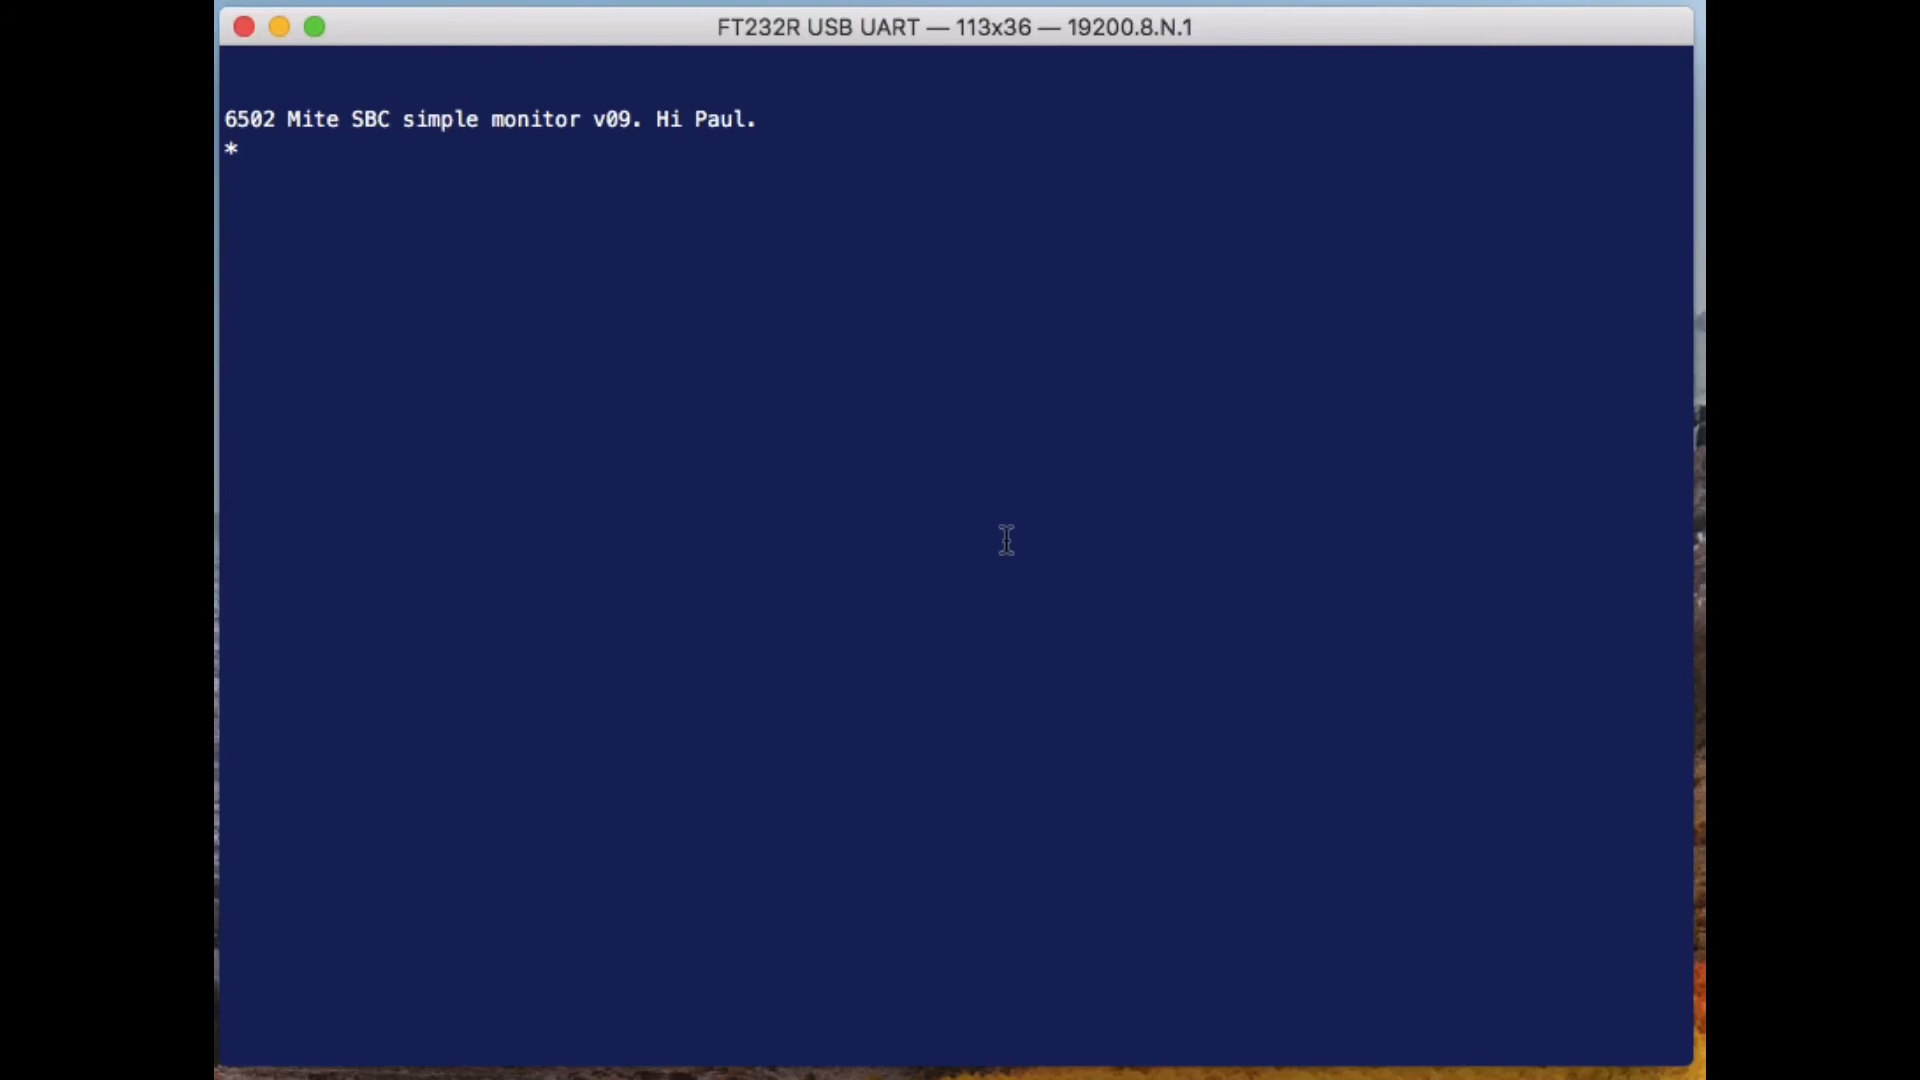 FT232R USB UART — 113x36 — 19200.8.N.1
6502 Mite SBC simple monitor v09. Hi Paul.
*